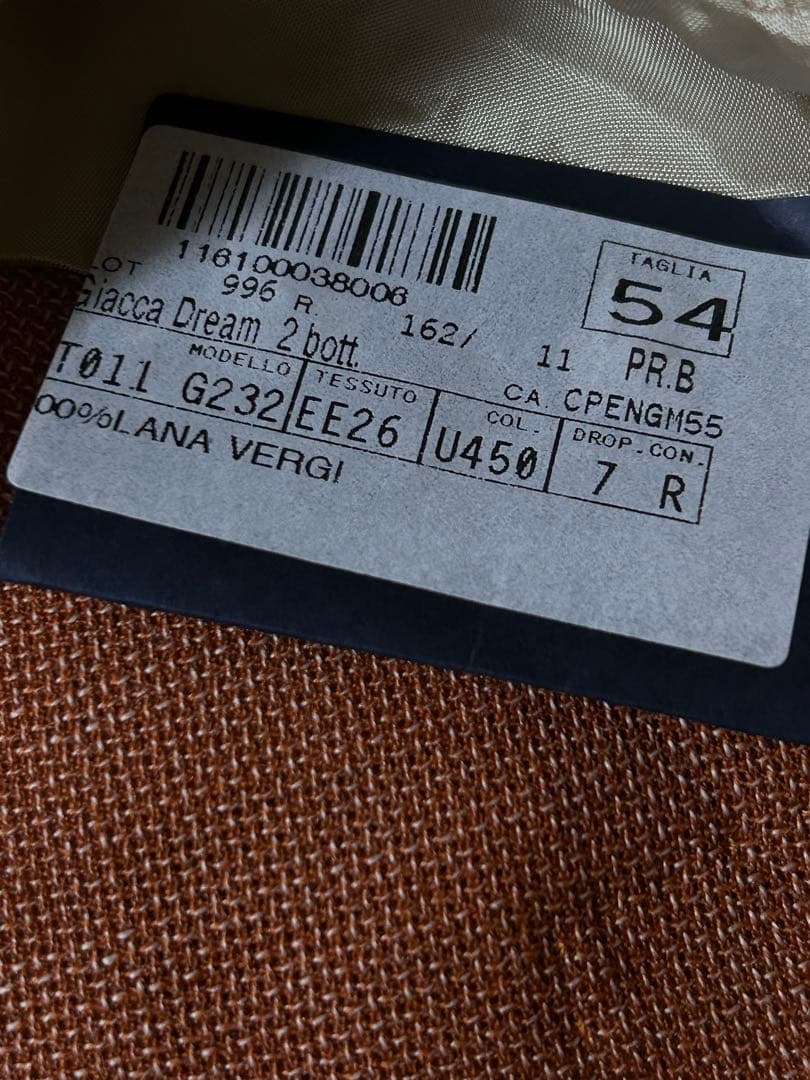 116100038006
LOT 996 R. 162/ 11
TAGLIA
54
PR.B
Giacca Dream 2 bott.
CA. CPENGM55
MODELLO TESSUTO COL. DROP-CON.
T011 G232 EE26 U450 7 R
00%LANA VERGI